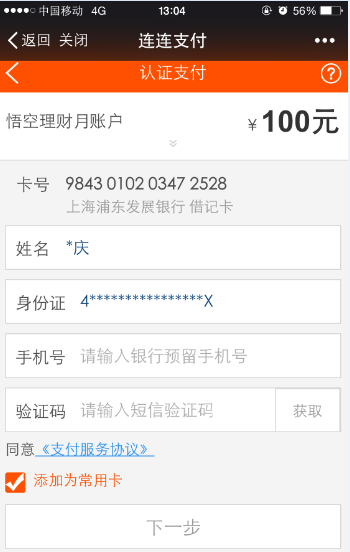 中国移动 4G 13:04 56%
返回 关闭 连连支付
认证支付 ?
悟空理财月账户 ¥100元
卡号 9843 0102 0347 2528
上海浦东发展银行 借记卡
姓名 *庆
身份证 4****************X
手机号 请输入银行预留手机号
验证码 请输入短信验证码 获取
同意《支付服务协议》
添加为常用卡
下一步